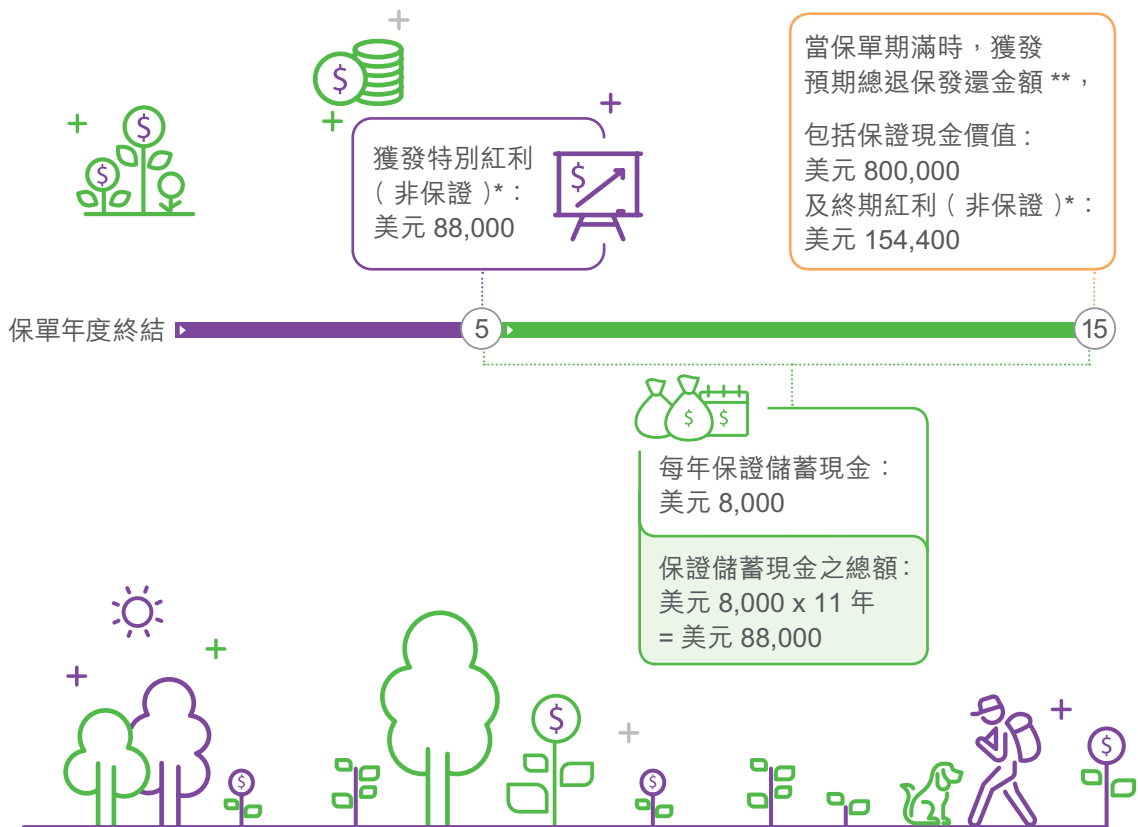 當保單期滿時，獲發
預期總退保發還金額 **，
包括保證現金價值：
美元 800,000
及終期紅利（非保證）*：
美元 154,400
$
$
$
獲發特別紅利
（非保證）*：
美元 88,000
$
保單年度終結
5
15
$
$
每年保證儲蓄現金：
美元 8,000
保證儲蓄現金之總額：
美元 8,000 x 11 年
= 美元 88,000
$
$
$
$